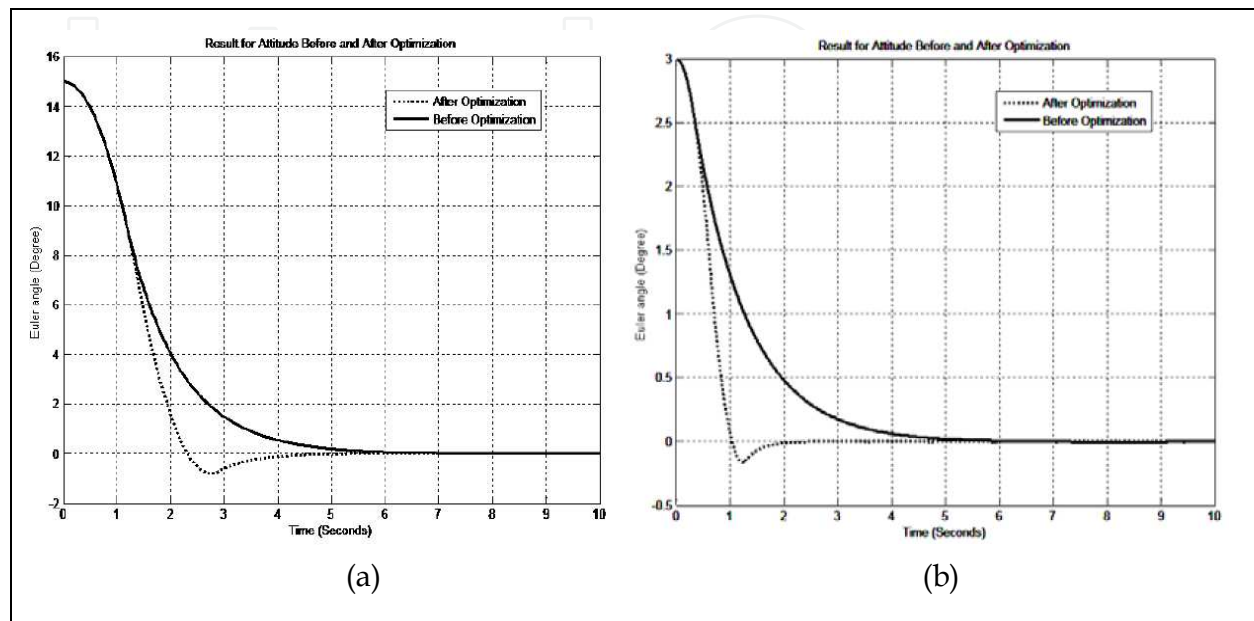 Result for Attitude Before and After Optimization
16
14
12
10
8
6
4
2
0
-2
Euler angle (Degree)
After Optimization
Before Optimization
0 1 2 3 4 5 6 7 8 9 10
Time (Seconds)
(a)
Result for Attitude Before and After Optimization
3
2.5
2
1.5
1
0.5
0
-0.5
Euler angle (Degree)
After Optimization
Before Optimization
0 1 2 3 4 5 6 7 8 9 10
Time (Seconds)
(b)